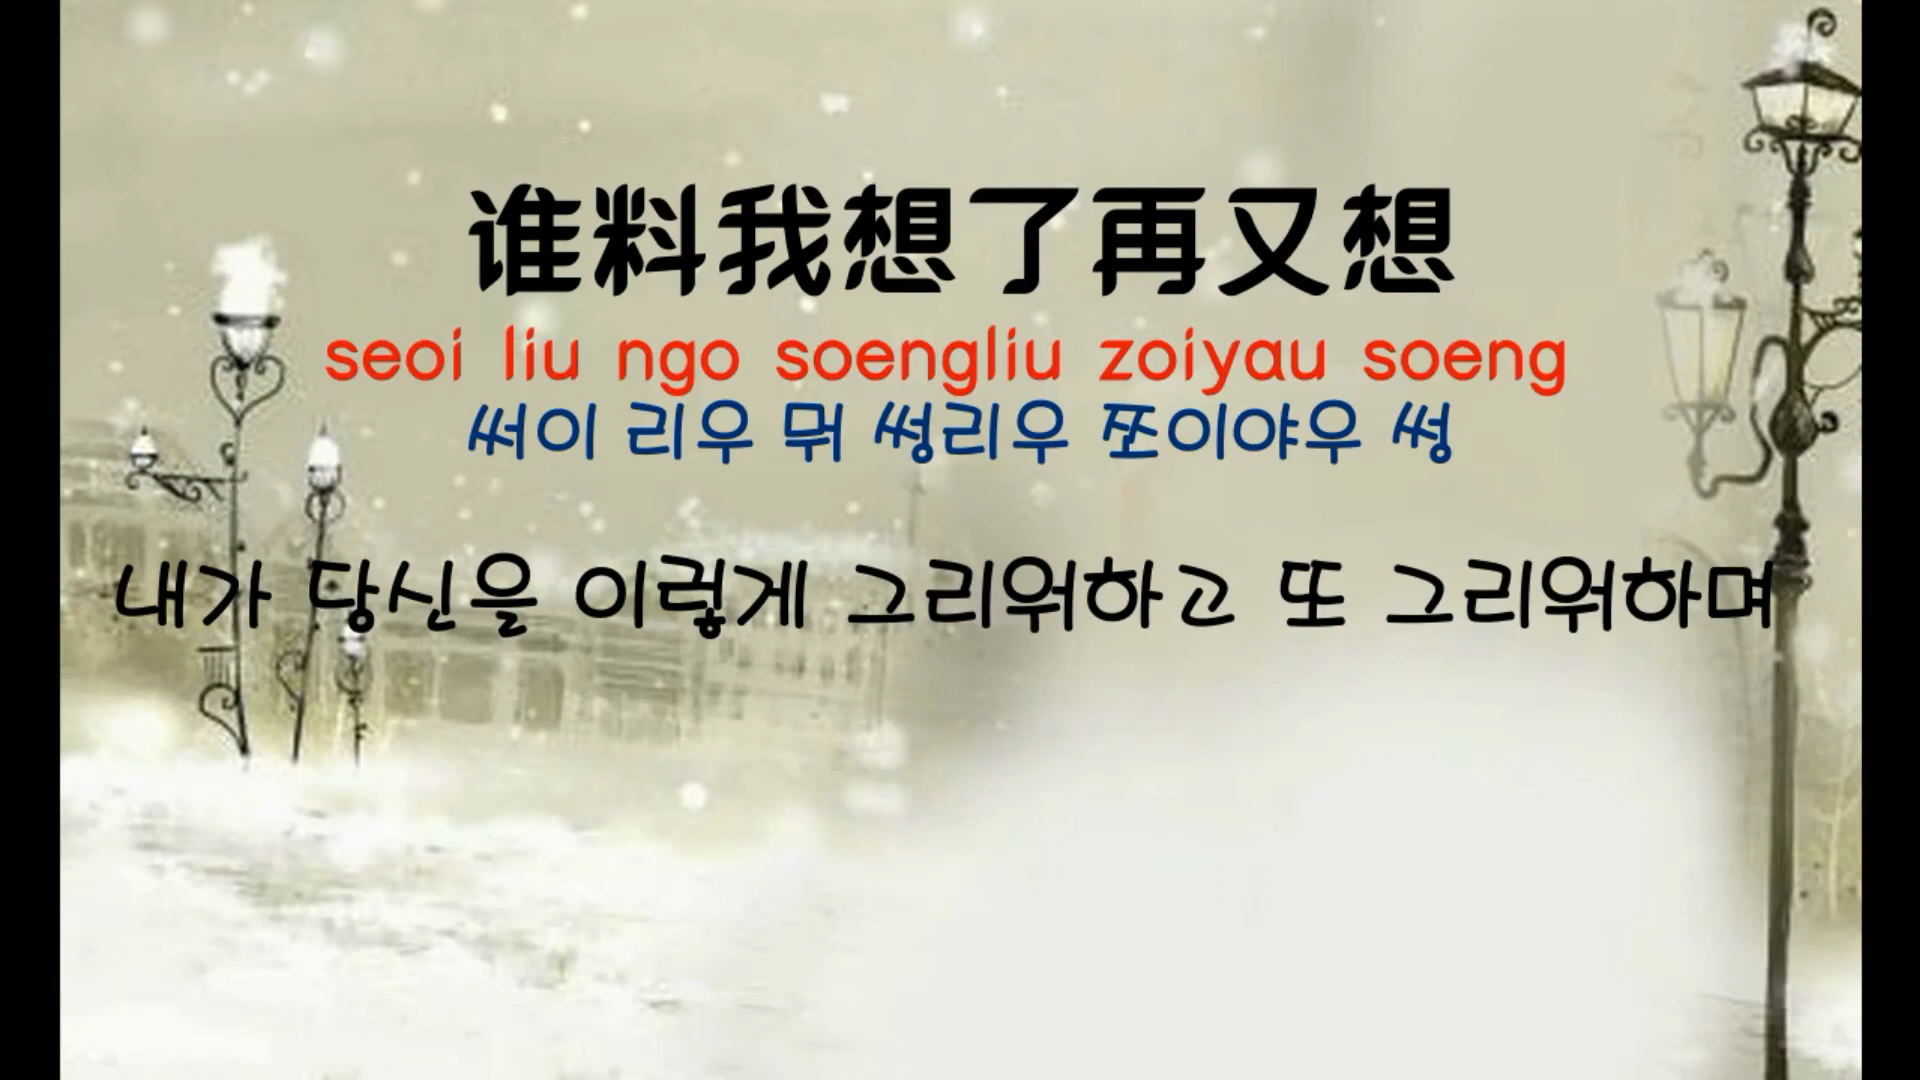 谁料我想了再又想
seoi liu ngo soengliu zoiyau soeng
써이 리우 뭐 썽리우 쪼이야우 썽
내가 당신을 이렇게 그리워하고 또 그리워하며